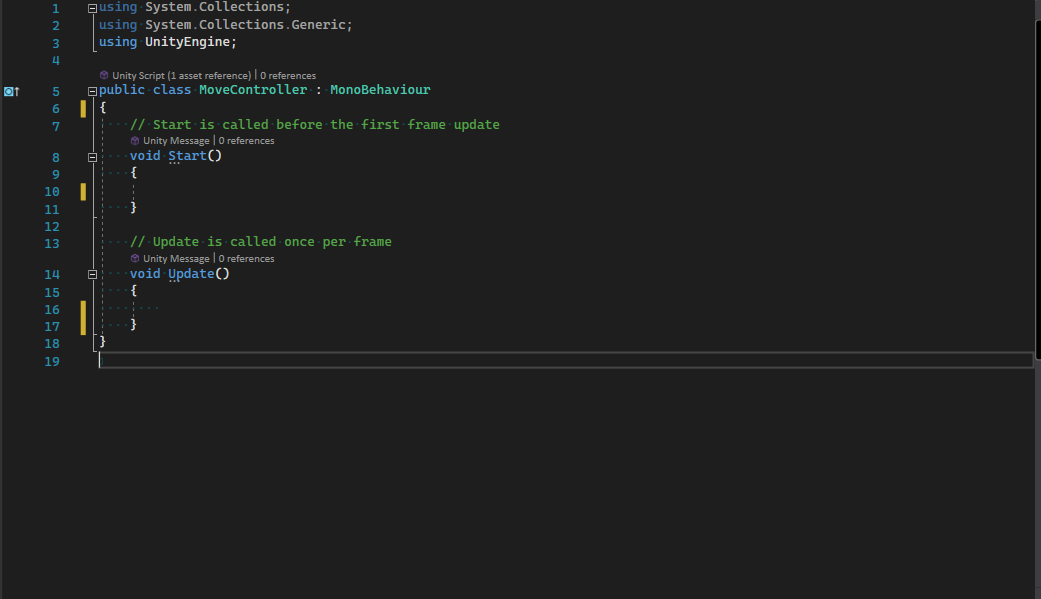 1 using System.Collections;
2 using System.Collections.Generic;
3 using UnityEngine;
4
Unity Script (1 asset reference) | 0 references
5 public class MoveController : MonoBehaviour
6 {
7 // Start is called before the first frame update
Unity Message | 0 references
8 void Start()
9 {
10
11 }
12
13 // Update is called once per frame
Unity Message | 0 references
14 void Update()
15 {
16
17 }
18 }
19